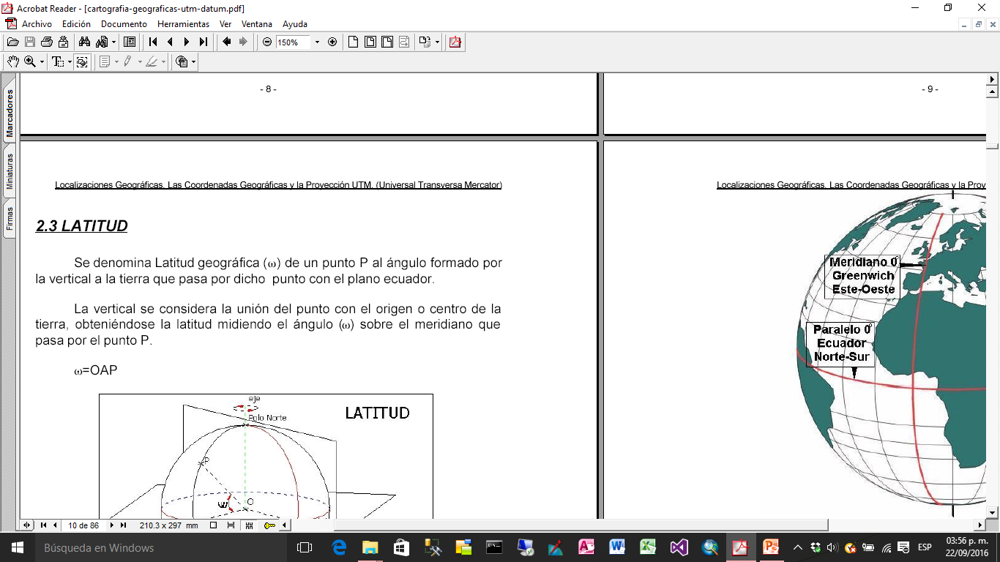 Acrobat Reader - [cartografia-geograficas-utm-datum.pdf]
Archivo Edición Documento Herramientas Ver Ventana Ayuda
150%
Marcadores
Miniaturas
Firmas
- 8 -
- 9 -
Localizaciones Geográficas. Las Coordenadas Geográficas y la Proyección UTM. (Universal Transversa Mercator)
2.3 LATITUD
Se denomina Latitud geográfica (ω) de un punto P al ángulo formado por
la vertical a la tierra que pasa por dicho punto con el plano ecuador.
La vertical se considera la unión del punto con el origen o centro de la
tierra, obteniéndose la latitud midiendo el ángulo (ω) sobre el meridiano que
pasa por el punto P.
ω=OAP
eje
LATITUD
Polo Norte
P
ω
O
Localizaciones Geográficas. Las Coordenadas Geográficas y la Proy
Meridiano 0º
Greenwich
Este-Oeste
Paralelo 0º
Ecuador
Norte-Sur
10 de 86
210.3 x 297 mm
Búsqueda en Windows
ESP
03:56 p. m.
22/09/2016